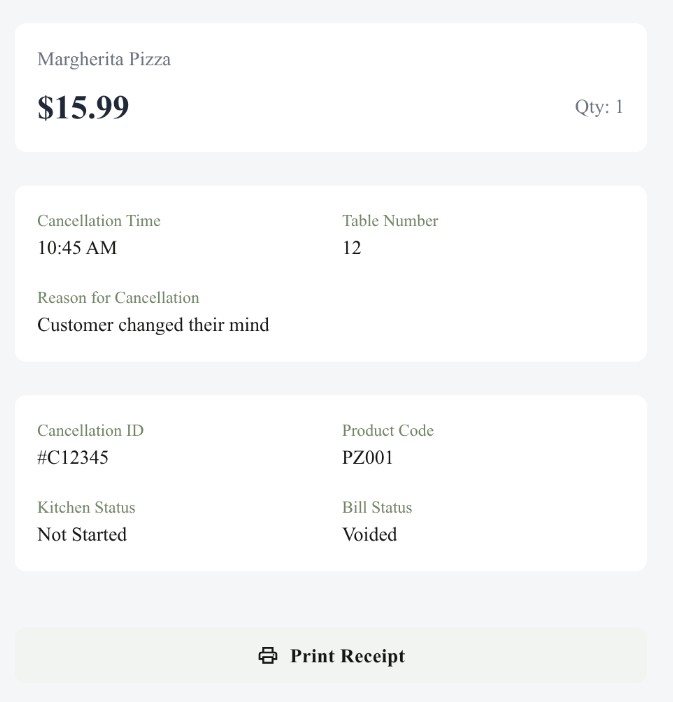 Margherita Pizza
$15.99
Qty: 1
Cancellation Time
10:45 AM
Table Number
12
Reason for Cancellation
Customer changed their mind
Cancellation ID
#C12345
Product Code
PZ001
Kitchen Status
Not Started
Bill Status
Voided
Print Receipt